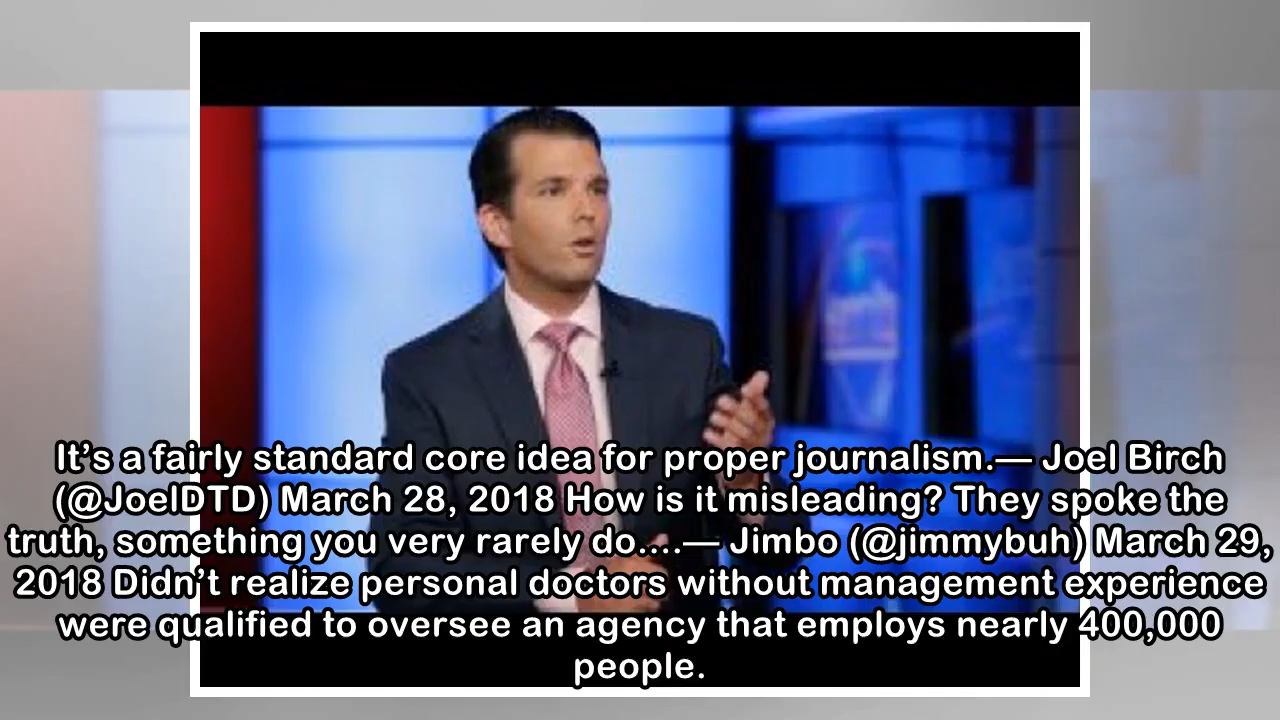 It’s a fairly standard core idea for proper journalism.— Joel Birch
(@JoelDTD) March 28, 2018 How is it misleading? They spoke the
truth, something you very rarely do….— Jimbo (@jimmybuh) March 29,
2018 Didn’t realize personal doctors without management experience
were qualified to oversee an agency that employs nearly 400,000
people.